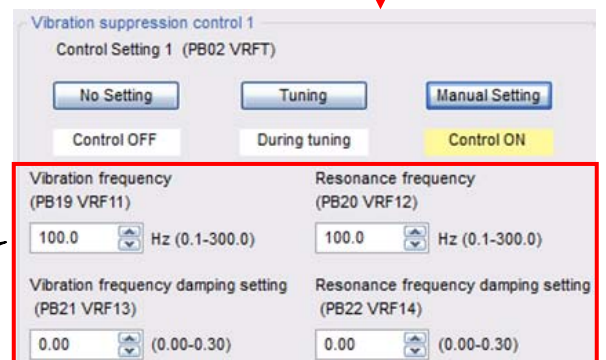 Vibration suppression control 1
Control Setting 1 (PB02 VRFT)
No Setting Tuning Manual Setting
Control OFF During tuning Control ON
Vibration frequency Resonance frequency
(PB19 VRF11) (PB20 VRF12)
100.0 Hz (0.1-300.0) 100.0 Hz (0.1-300.0)
Vibration frequency damping setting Resonance frequency damping setting
(PB21 VRF13) (PB22 VRF14)
0.00 (0.00-0.30) 0.00 (0.00-0.30)